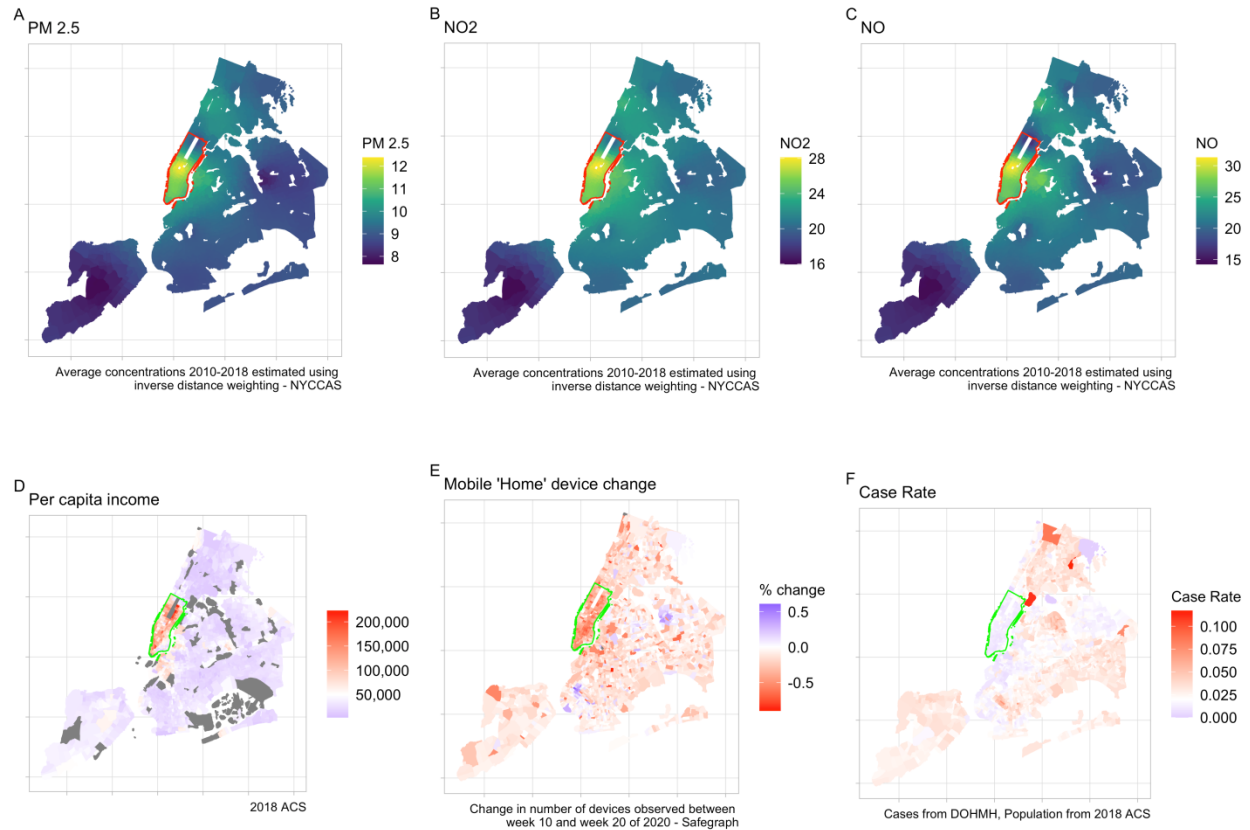 A
PM 2.5
PM 2.5
12
11
10
9
8
Average concentrations 2010-2018 estimated using
inverse distance weighting - NYCCAS
B
NO2
NO2
28
24
20
16
Average concentrations 2010-2018 estimated using
inverse distance weighting - NYCCAS
C
NO
NO
30
25
20
15
Average concentrations 2010-2018 estimated using
inverse distance weighting - NYCCAS
D
Per capita income
200,000
150,000
100,000
50,000
2018 ACS
E
Mobile 'Home' device change
% change
0.5
0.0
-0.5
Change in number of devices observed between
week 10 and week 20 of 2020 - Safegraph
F
Case Rate
Case Rate
0.100
0.075
0.050
0.025
0.000
Cases from DOHMH, Population from 2018 ACS